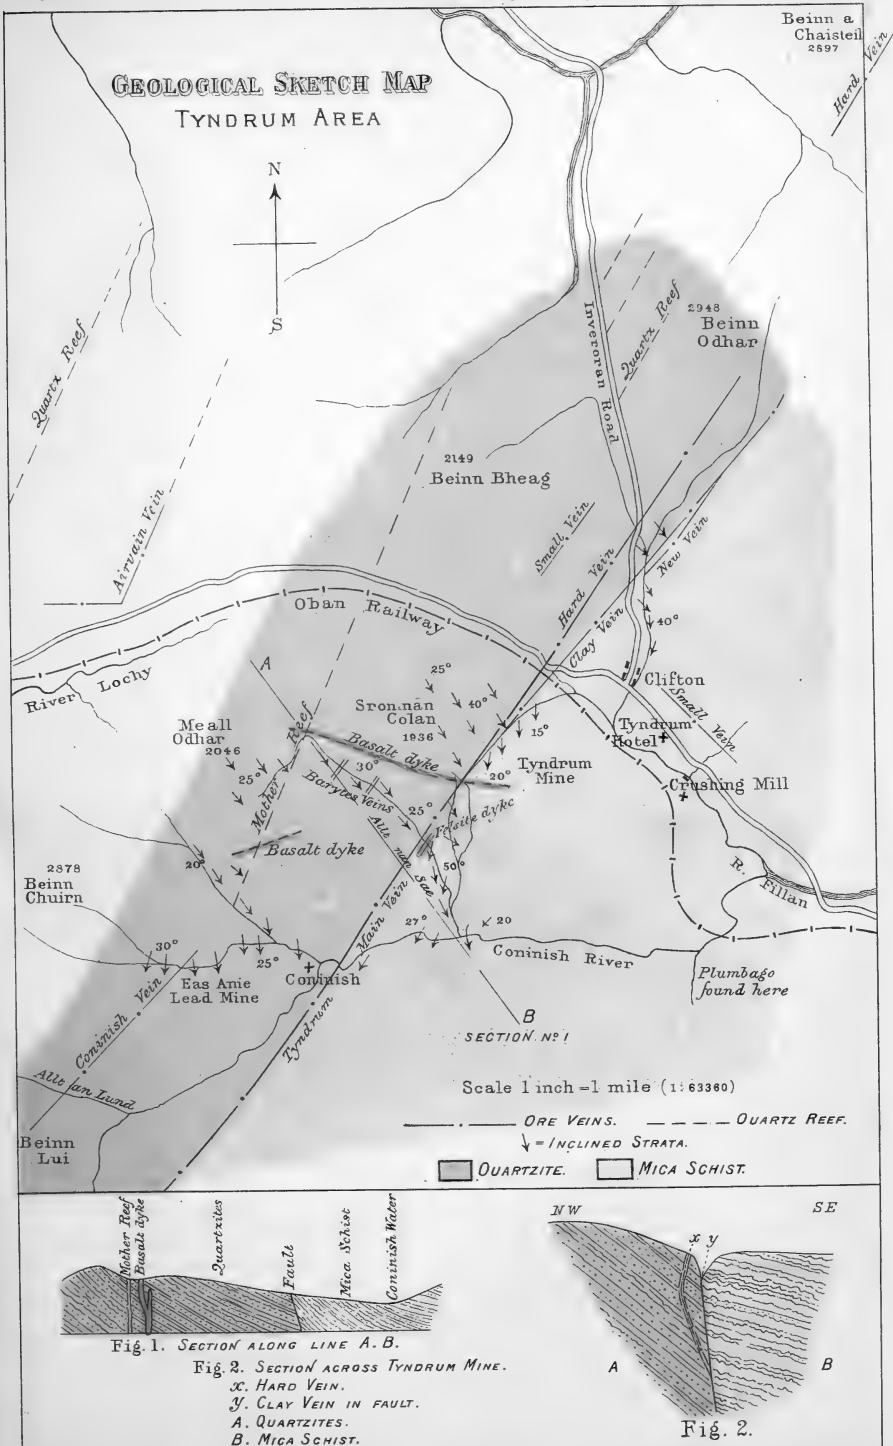 Beinn a
Chaisteil
2897
Hard Vein
GEOLOGICAL SKETCH MAP
TYNDRUM AREA
N
S
Quartz Reef
Inveroran Road
Quartz Reef
2948
Beinn
Odhar
2149
Beinn Bheag
Airvain Vein
Small Vein
Hard Vein
New Vein
Clay Vein
Oban Railway
40°
River Lochy
A
25°
Clifton
Small Vein
Meall
Odhar
2046
Reef
Sron nan
Colan
1936
40°
15°
Tyndrum
Hotel
Basalt dyke
25°
30°
20°
Tyndrum
Mine
Crushing Mill
Mother
Barytes Veins
25°
Felsite dyke
Basalt dyke
Allt nan Sae
50°
20°
2878
Beinn
Chuirn
R. Fillan
Main Vein
27°
20
30°
25°
Coninish
Coninish River
Eas Anie
Lead Mine
Plumbago
found here
Coninish Vein
Tyndrum
B
SECTION Nº 1
Allt an Lund
Scale 1 inch = 1 mile (1:63360)
ORE VEINS. QUARTZ REEF.
= INCLINED STRATA.
Beinn
Lui
QUARTZITE. MICA SCHIST.
Mother Reef
Basalt dyke
Quartzites
Fault
Mica Schist
Coninish Water
NW
SE
x y
A
B
Fig. 1. SECTION ALONG LINE A.B.
Fig. 2. SECTION ACROSS TYNDRUM MINE.
x. HARD VEIN.
y. CLAY VEIN IN FAULT.
A. QUARTZITES.
B. MICA SCHIST.
Fig. 2.